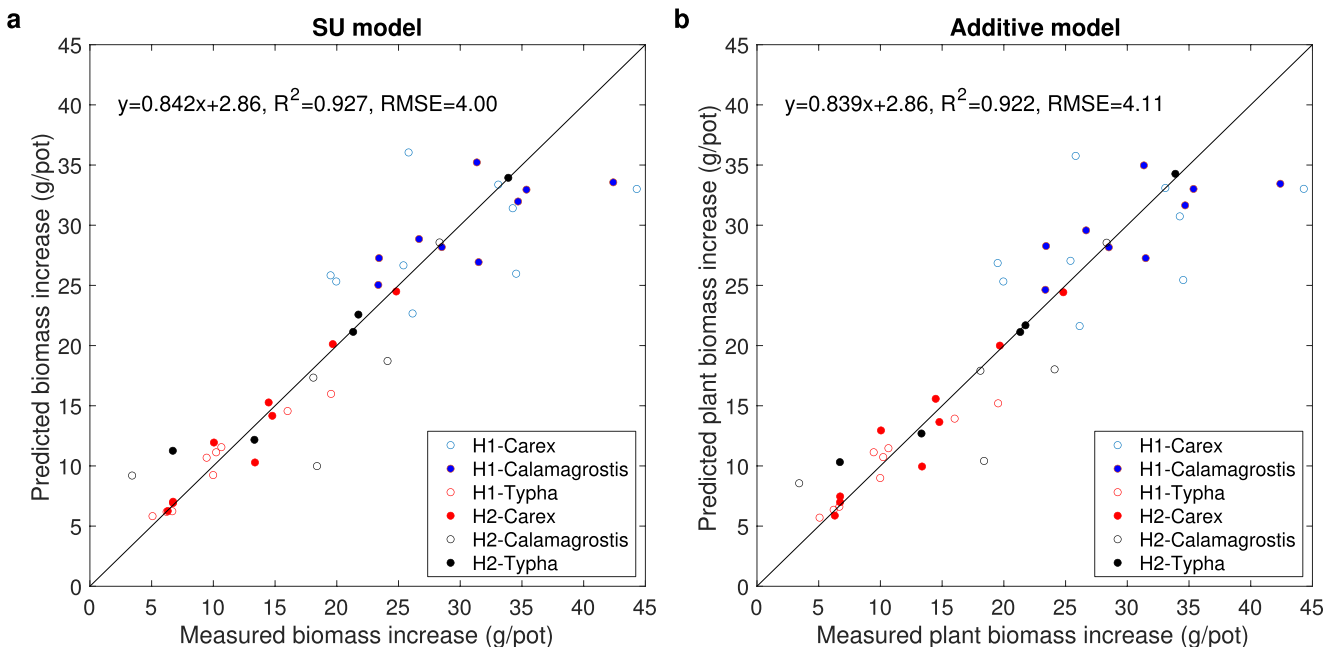 a
SU model
45
40
35
30
25
20
15
10
5
0
Predicted biomass increase (g/pot)
y=0.842x+2.86, R²=0.927, RMSE=4.00
H1-Carex
H1-Calamagrostis
H1-Typha
H2-Carex
H2-Calamagrostis
H2-Typha
0 5 10 15 20 25 30 35 40 45
Measured biomass increase (g/pot)
b
Additive model
45
40
35
30
25
20
15
10
5
0
Predicted plant biomass increase (g/pot)
y=0.839x+2.86, R²=0.922, RMSE=4.11
H1-Carex
H1-Calamagrostis
H1-Typha
H2-Carex
H2-Calamagrostis
H2-Typha
0 5 10 15 20 25 30 35 40 45
Measured plant biomass increase (g/pot)